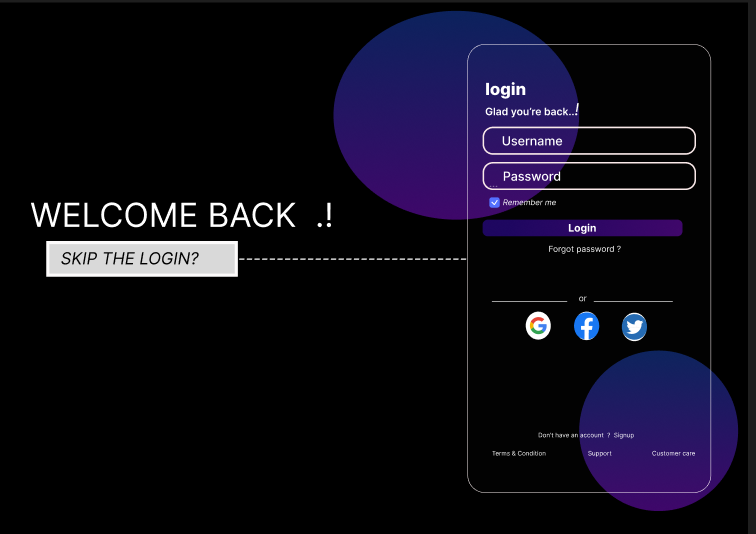 WELCOME BACK .!
SKIP THE LOGIN?
login
Glad you're back..!
Username
Password
...
Remember me
Login
Forgot password ?
or
Don't have an account ? Signup
Terms & Condition Support Customer care